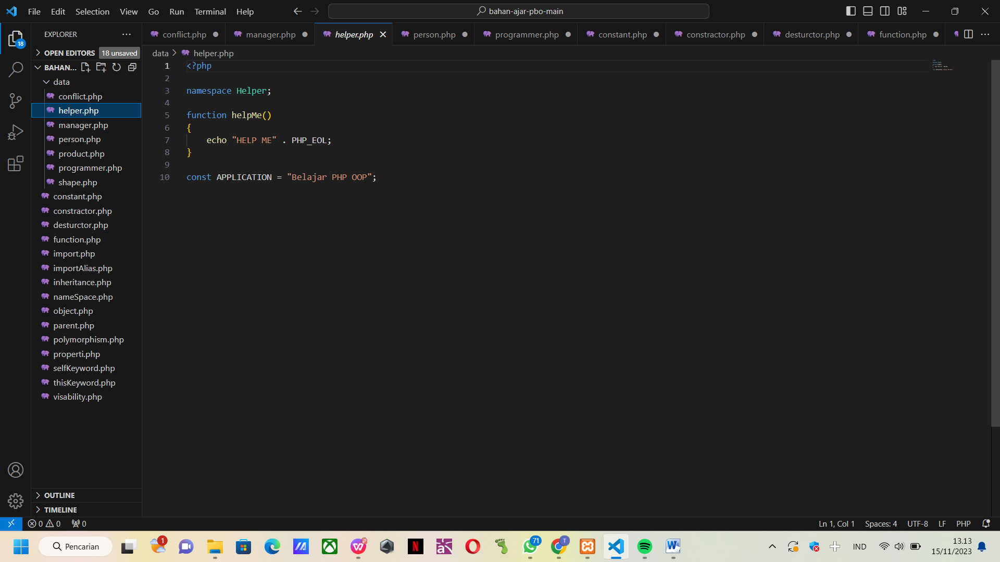 File Edit Selection View Go Run Terminal Help
bahan-ajar-pbo-main
EXPLORER
conflict.php
manager.php
helper.php
person.php
programmer.php
constant.php
constractor.php
desturctor.php
function.php
OPEN EDITORS 18 unsaved
BAHAN...
data
conflict.php
helper.php
manager.php
person.php
product.php
programmer.php
shape.php
constant.php
constractor.php
desturctor.php
function.php
import.php
importAlias.php
inheritance.php
nameSpace.php
object.php
parent.php
polymorphism.php
properti.php
selfKeyword.php
thisKeyword.php
visability.php
OUTLINE
TIMELINE
18
data > helper.php
1 <?php
2
3 namespace Helper;
4
5 function helpMe()
6 {
7 echo "HELP ME" . PHP_EOL;
8 }
9
10 const APPLICATION = "Belajar PHP OOP";
0 0 0
Ln 1, Col 1 Spaces: 4 UTF-8 LF PHP
Pencarian
1
71
T
IND
13.13
15/11/2023